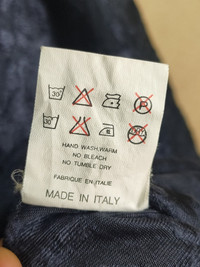 30°
P
30°
HAND WASH,WARM
NO BLEACH
NO TUMBLE DRY
FABRIQUE EN ITALIE
MADE IN ITALY